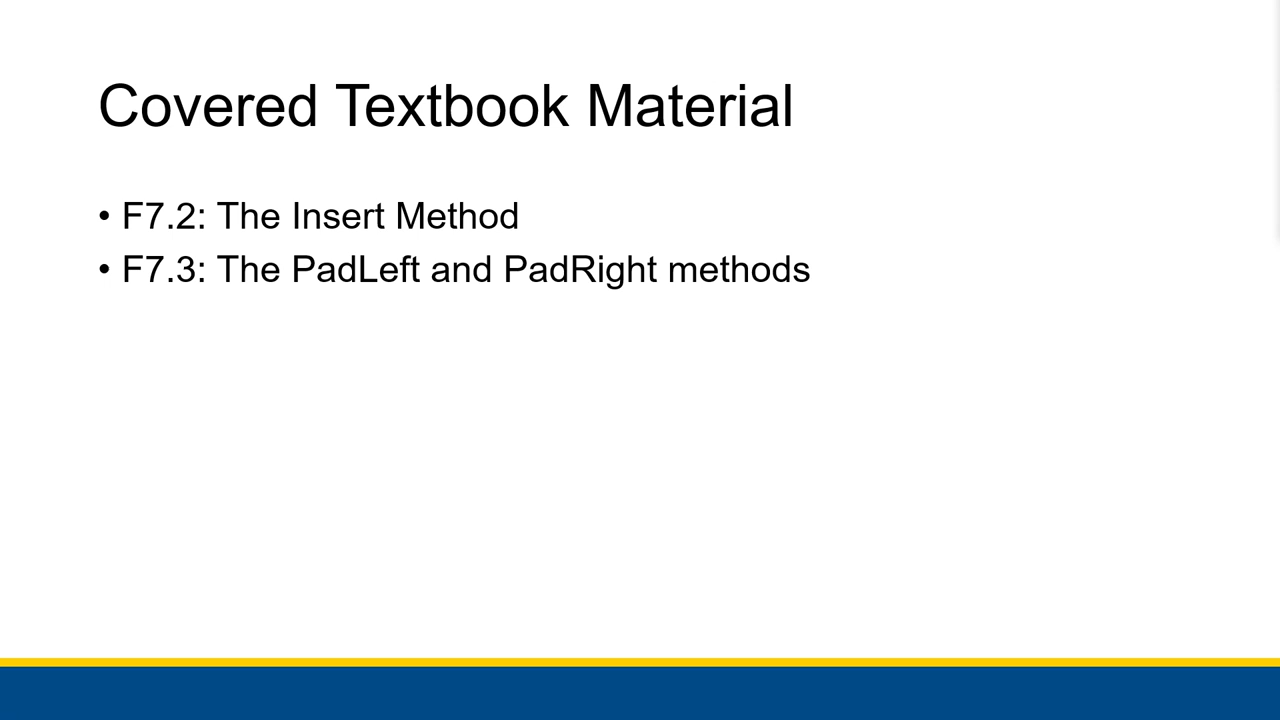 Covered Textbook Material
• F7.2: The Insert Method
• F7.3: The PadLeft and PadRight methods